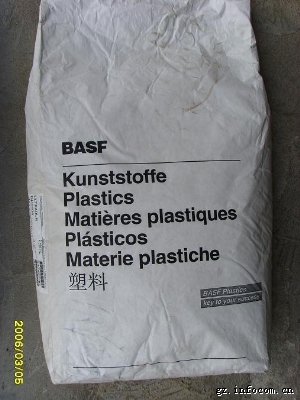 BASF
Kunststoffe
Plastics
Matières plastiques
Plásticos
Materie plastiche
塑料
BASF Plastics
key to your success
2006/03/05
gz.infocom.cn